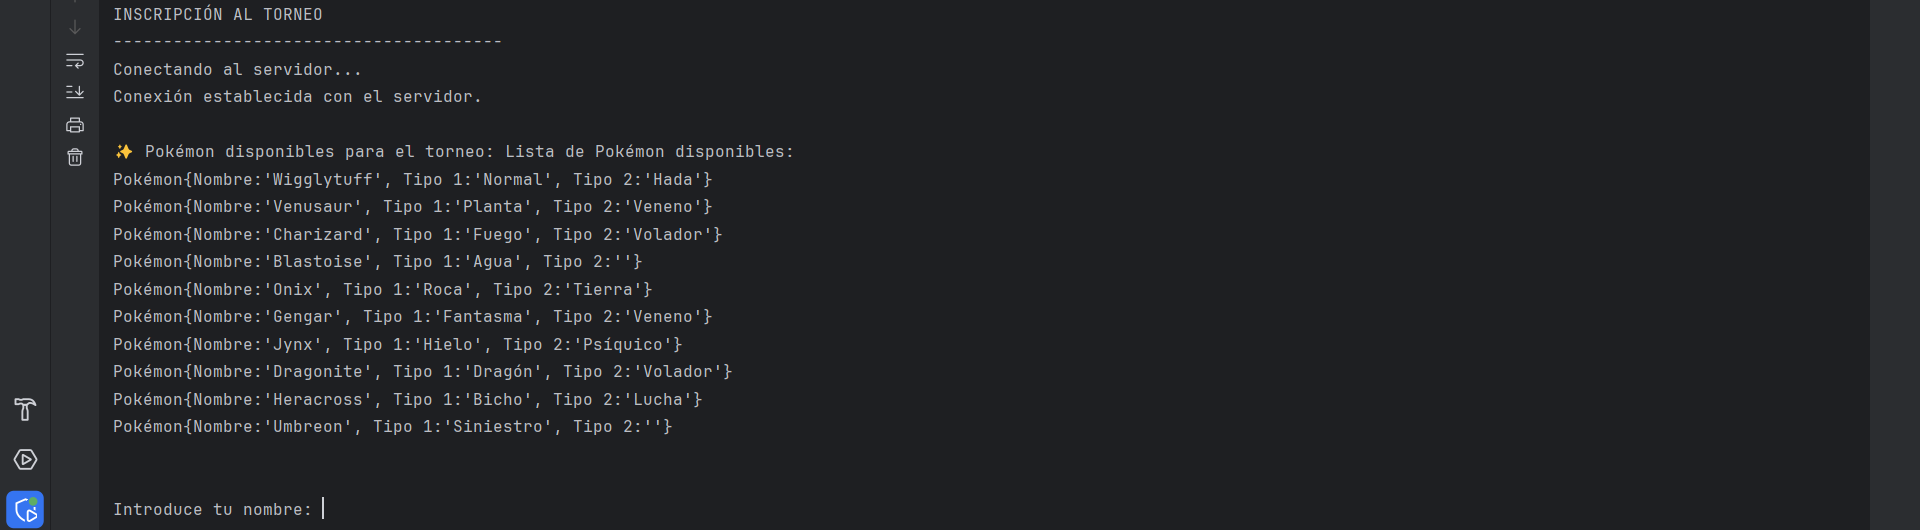 INSCRIPCIÓN AL TORNEO
---------------------------------------
Conectando al servidor...
Conexión establecida con el servidor.
✨ Pokémon disponibles para el torneo: Lista de Pokémon disponibles:
Pokémon{Nombre:'Wigglytuff', Tipo 1:'Normal', Tipo 2:'Hada'}
Pokémon{Nombre:'Venusaur', Tipo 1:'Planta', Tipo 2:'Veneno'}
Pokémon{Nombre:'Charizard', Tipo 1:'Fuego', Tipo 2:'Volador'}
Pokémon{Nombre:'Blastoise', Tipo 1:'Agua', Tipo 2:''}
Pokémon{Nombre:'Onix', Tipo 1:'Roca', Tipo 2:'Tierra'}
Pokémon{Nombre:'Gengar', Tipo 1:'Fantasma', Tipo 2:'Veneno'}
Pokémon{Nombre:'Jynx', Tipo 1:'Hielo', Tipo 2:'Psíquico'}
Pokémon{Nombre:'Dragonite', Tipo 1:'Dragón', Tipo 2:'Volador'}
Pokémon{Nombre:'Heracross', Tipo 1:'Bicho', Tipo 2:'Lucha'}
Pokémon{Nombre:'Umbreon', Tipo 1:'Siniestro', Tipo 2:''}
Introduce tu nombre: